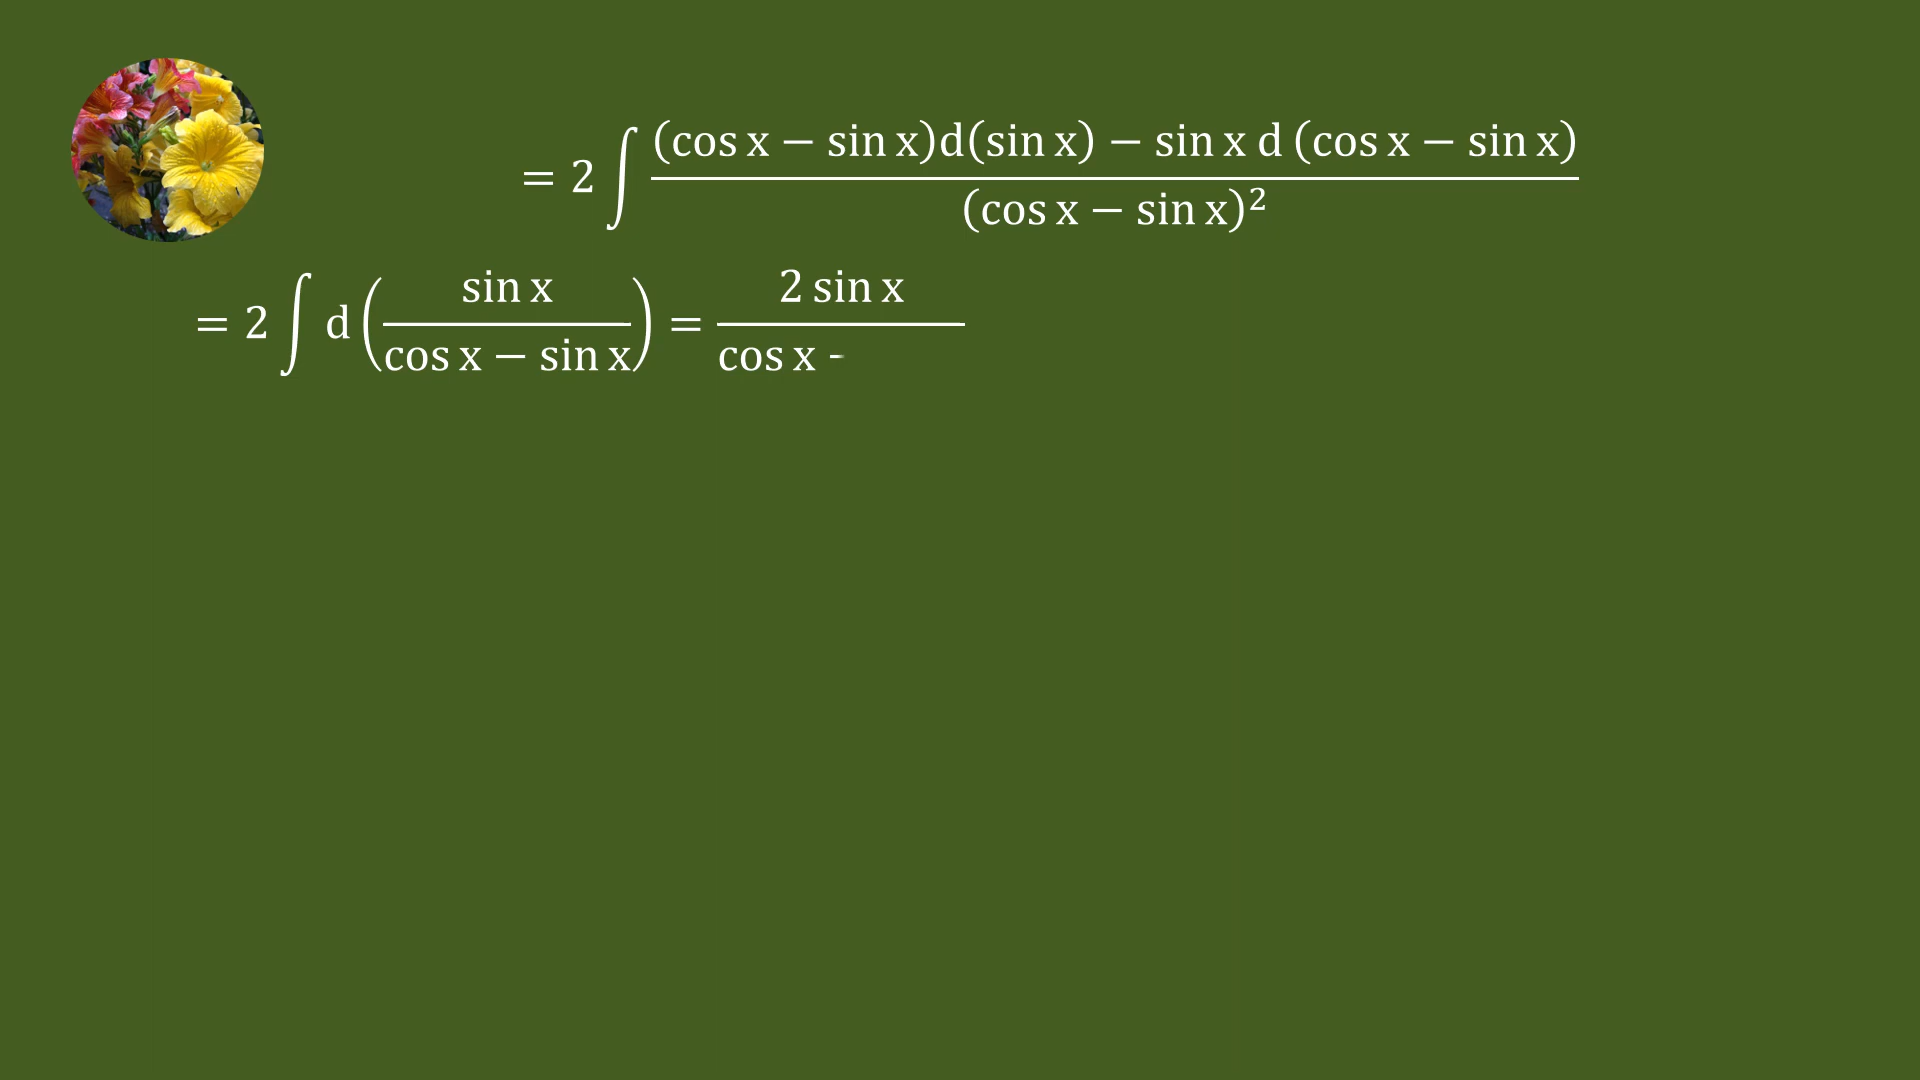 = 2 ∫ (cos x − sin x)d(sin x) − sin x d (cos x − sin x) / (cos x − sin x)²
= 2 ∫ d (sin x / cos x − sin x) = 2 sin x / cos x -